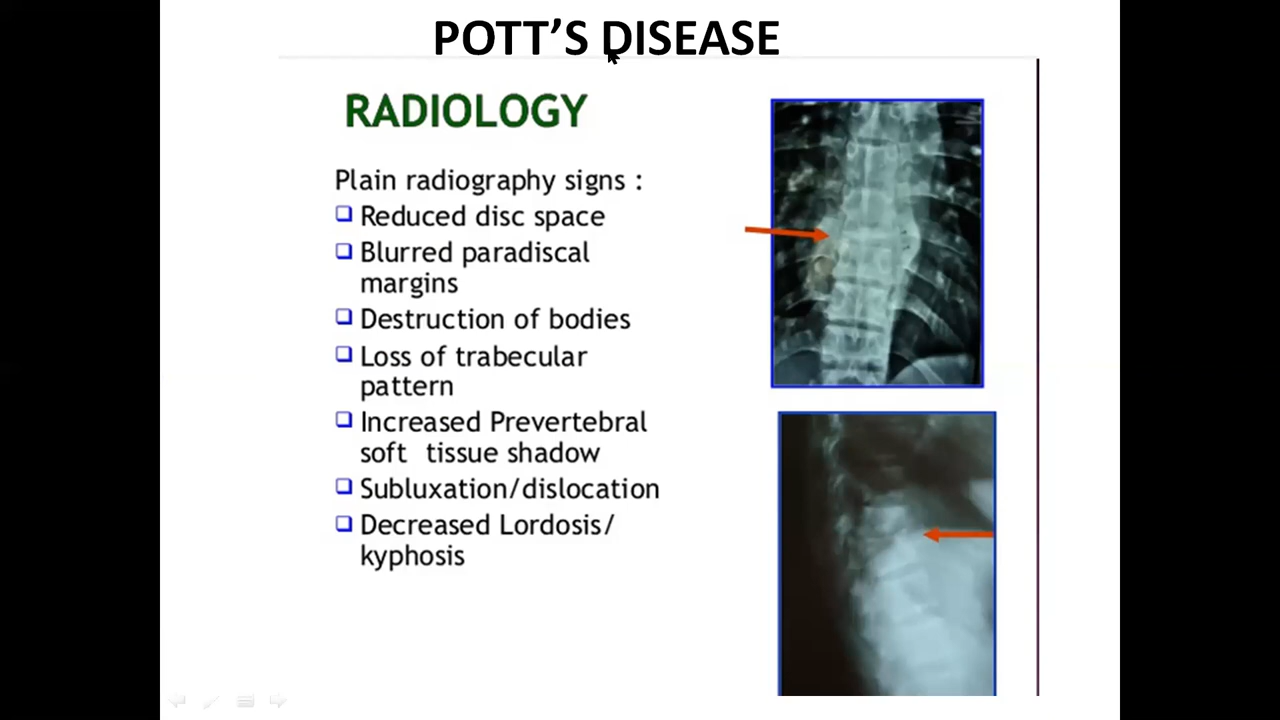 POTT’S DISEASE
RADIOLOGY
Plain radiography signs :
Reduced disc space
Blurred paradiscal
margins
Destruction of bodies
Loss of trabecular
pattern
Increased Prevertebral
soft tissue shadow
Subluxation/dislocation
Decreased Lordosis/
kyphosis